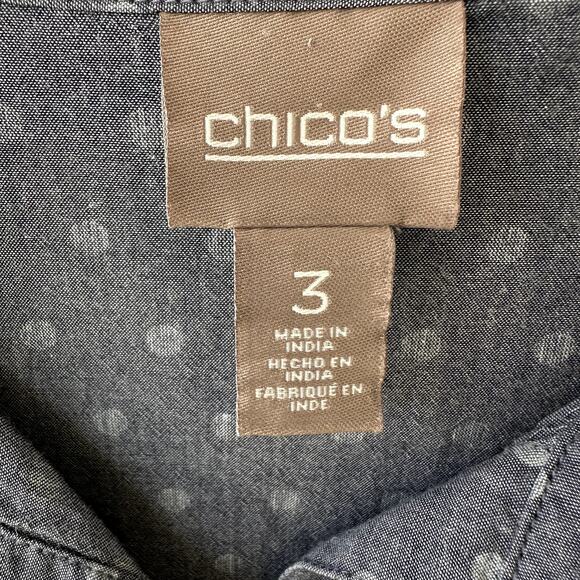 chico's
3
MADE IN
INDIA
HECHO EN
INDIA
FABRIQUÉ EN
INDE